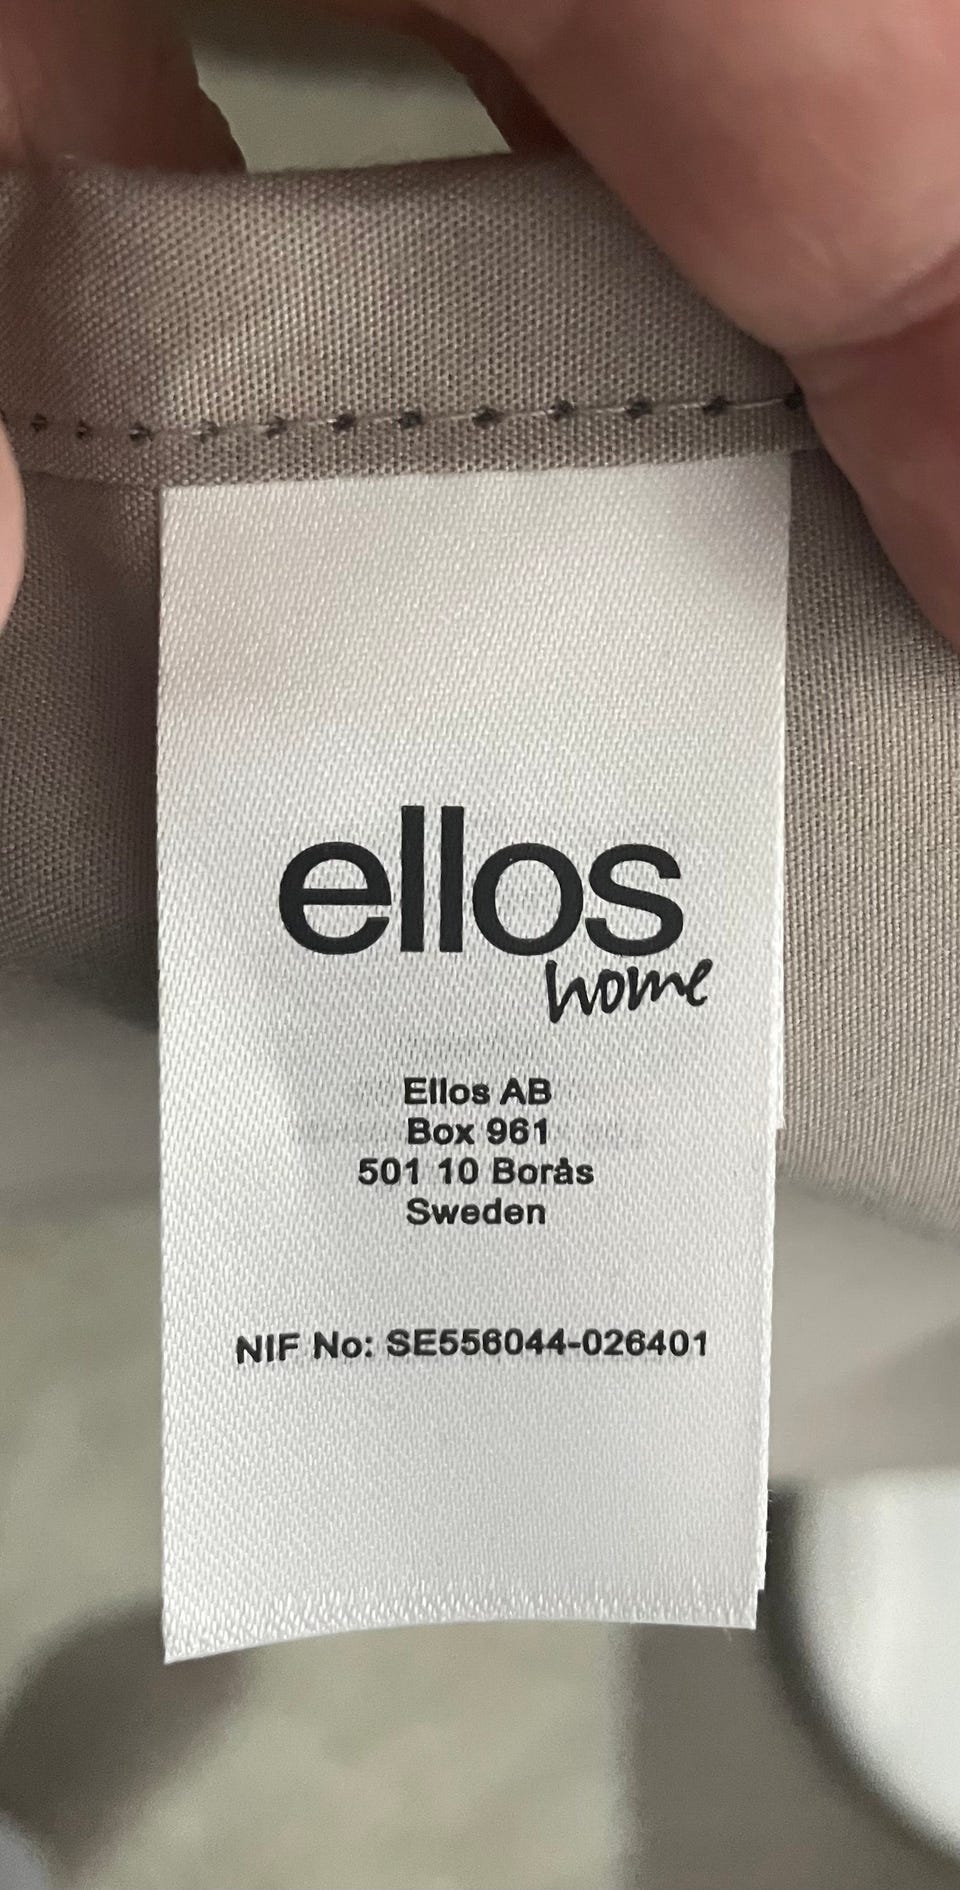 ellos
home
Ellos AB
Box 961
501 10 Borås
Sweden
NIF No: SE556044-026401